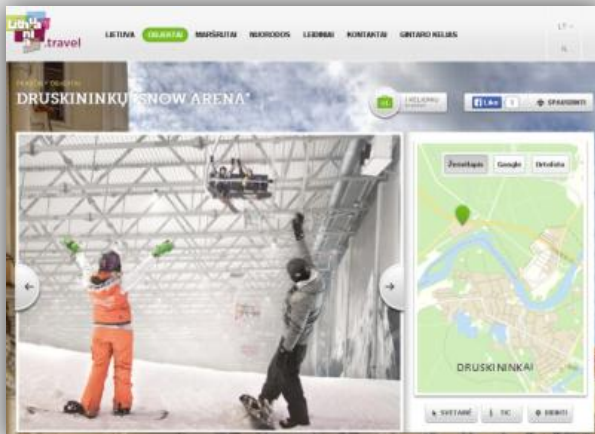 Lithuania
.travel
LIETUVA OBJEKTAI MARŠRUTAI NUORODOS LEIDINIAI KONTAKTAI GINTARO KELIAS
LT
DRUSKININKŲ "SNOW ARENA"
Į KELIONIŲ
Like
SPAUSDINTI
Žemėlapis Google Ortofoto
DRUSKININKAI
SVETAINĖ TIC